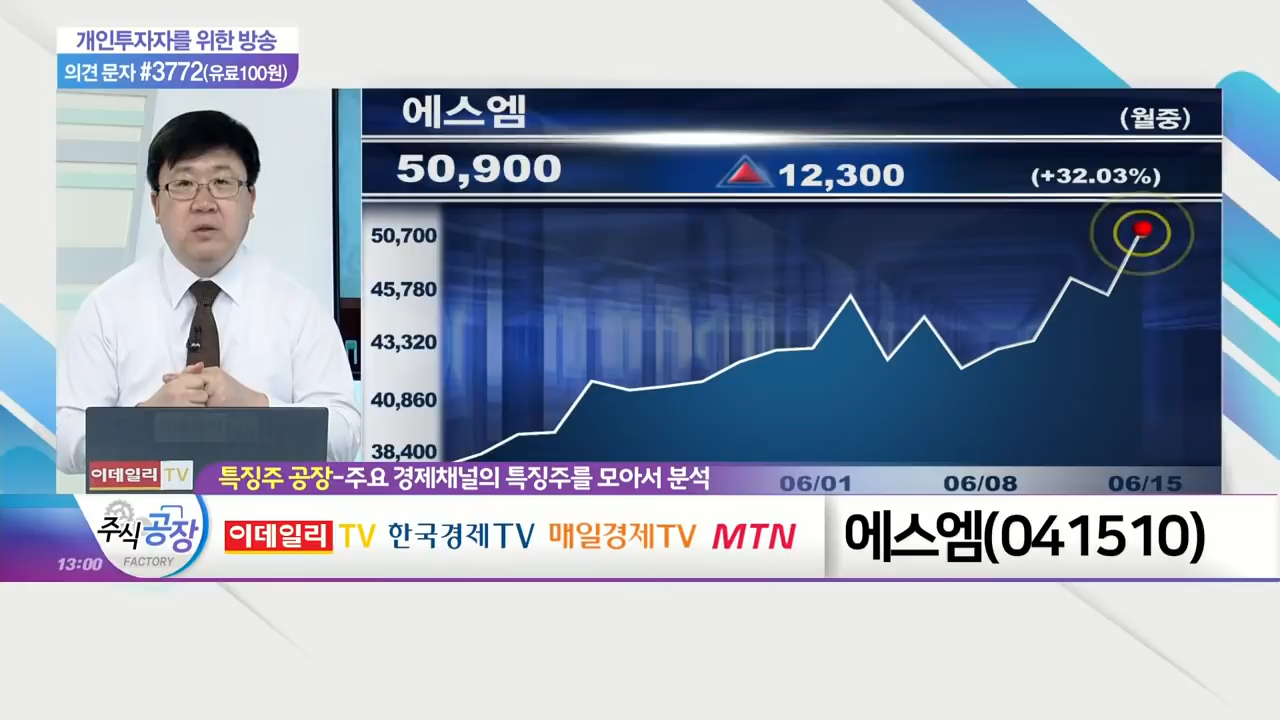 개인투자자를 위한 방송
의견 문자 #3772(유료100원)
에스엠
(월중)
50,900
12,300
(+32.03%)
50,700
45,780
43,320
40,860
38,400
06/01
06/08
06/15
이데일리 TV
특징주 공장-주요 경제채널의 특징주를 모아서 분석
주식공장
FACTORY
13:00
이데일리 TV 한국경제TV 매일경제TV MTN
에스엠(041510)